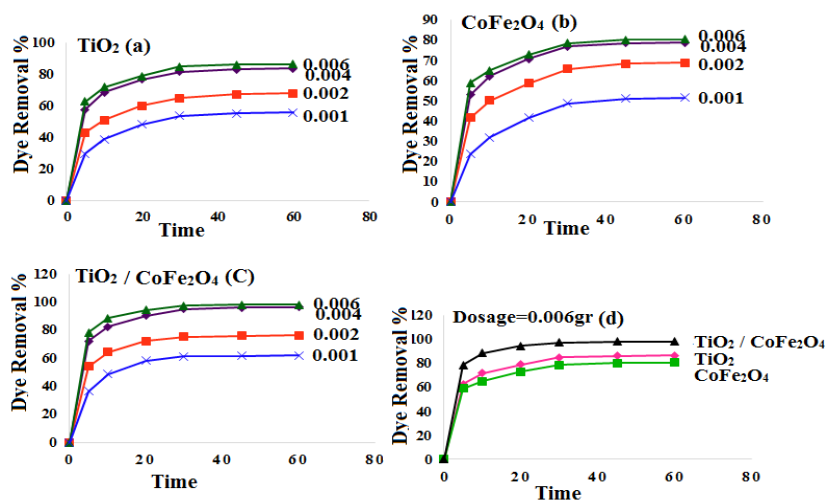 TiO₂ (a)
Dye Removal %
100
80
60
40
20
0
0 20 40 60 80
Time
0.006
0.004
0.002
0.001
CoFe₂O₄ (b)
Dye Removal %
90
80
70
60
50
40
30
20
10
0
0 20 40 60 80
Time
0.006
0.004
0.002
0.001
TiO₂ / CoFe₂O₄ (C)
Dye Removal %
120
100
80
60
40
20
0
0 20 40 60 80
Time
0.006
0.004
0.002
0.001
Dosage=0.006gr (d)
Dye Removal %
120
100
80
60
40
20
0
0 20 40 60 80
Time
TiO₂ / CoFe₂O₄
TiO₂
CoFe₂O₄